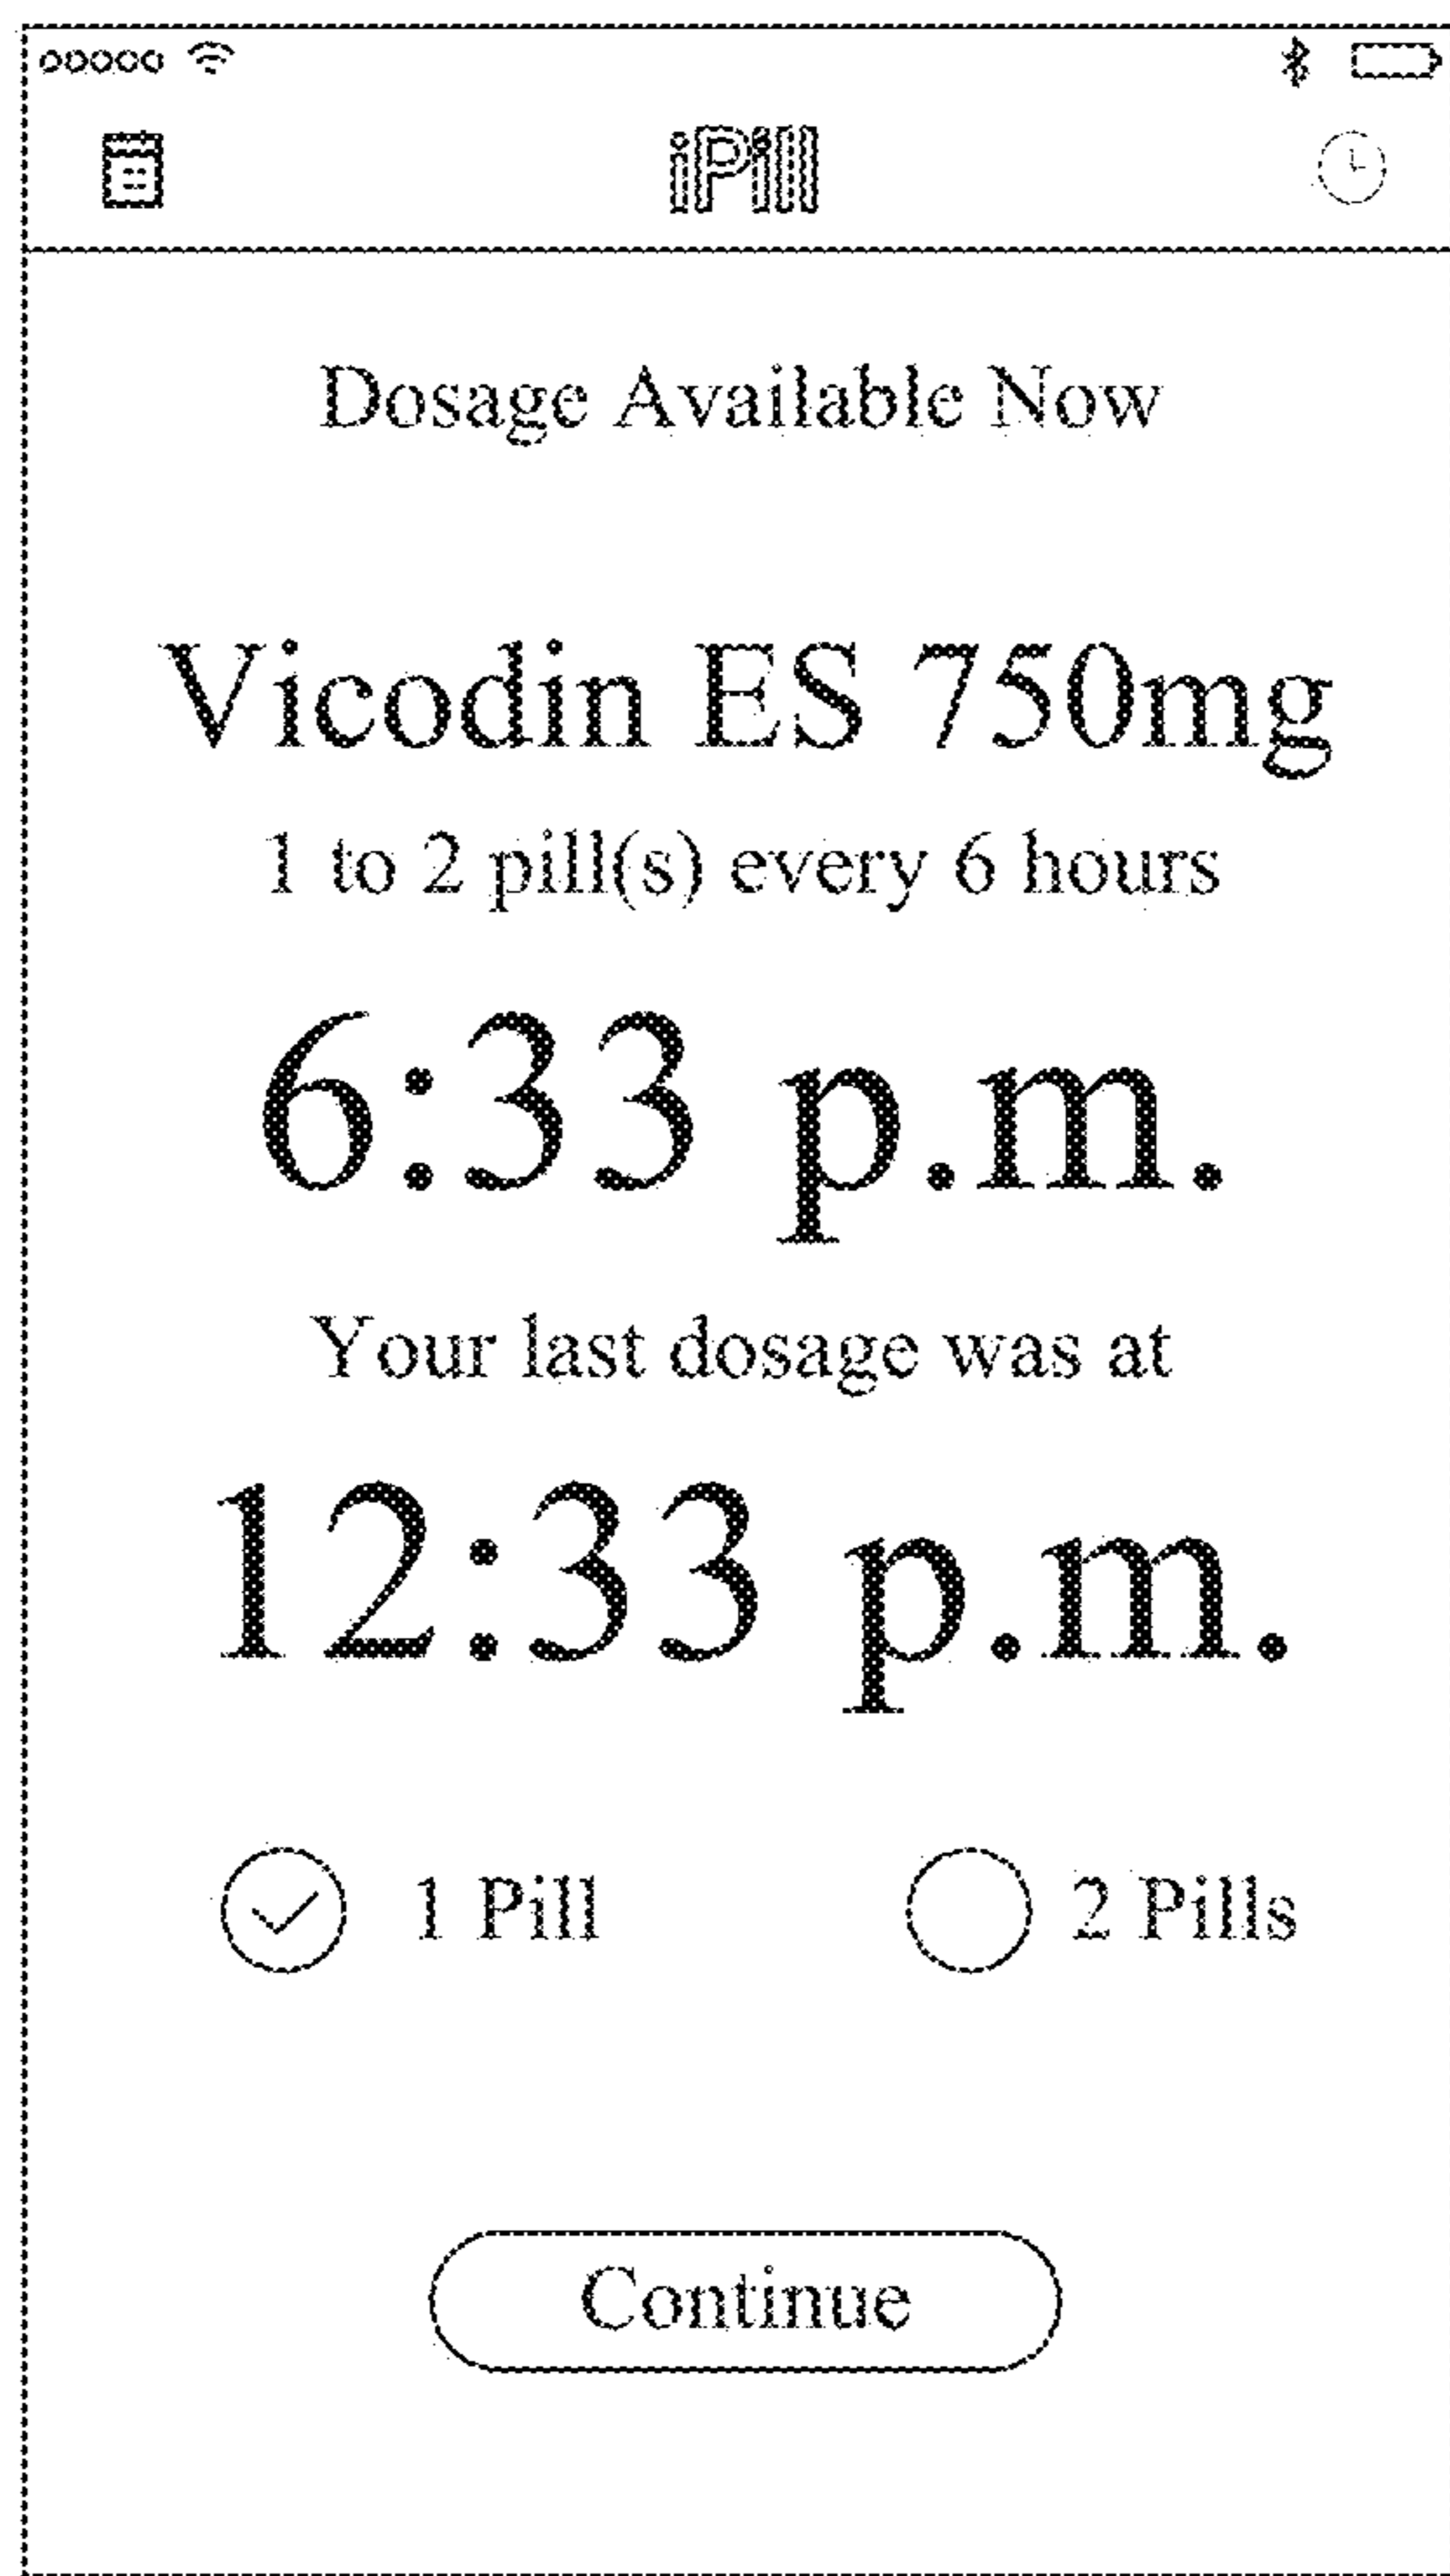 iPill
Dosage Available Now
Vicodin ES 750mg
1 to 2 pill(s) every 6 hours
6:33 p.m.
Your last dosage was at
12:33 p.m.
1 Pill 2 Pills
Continue